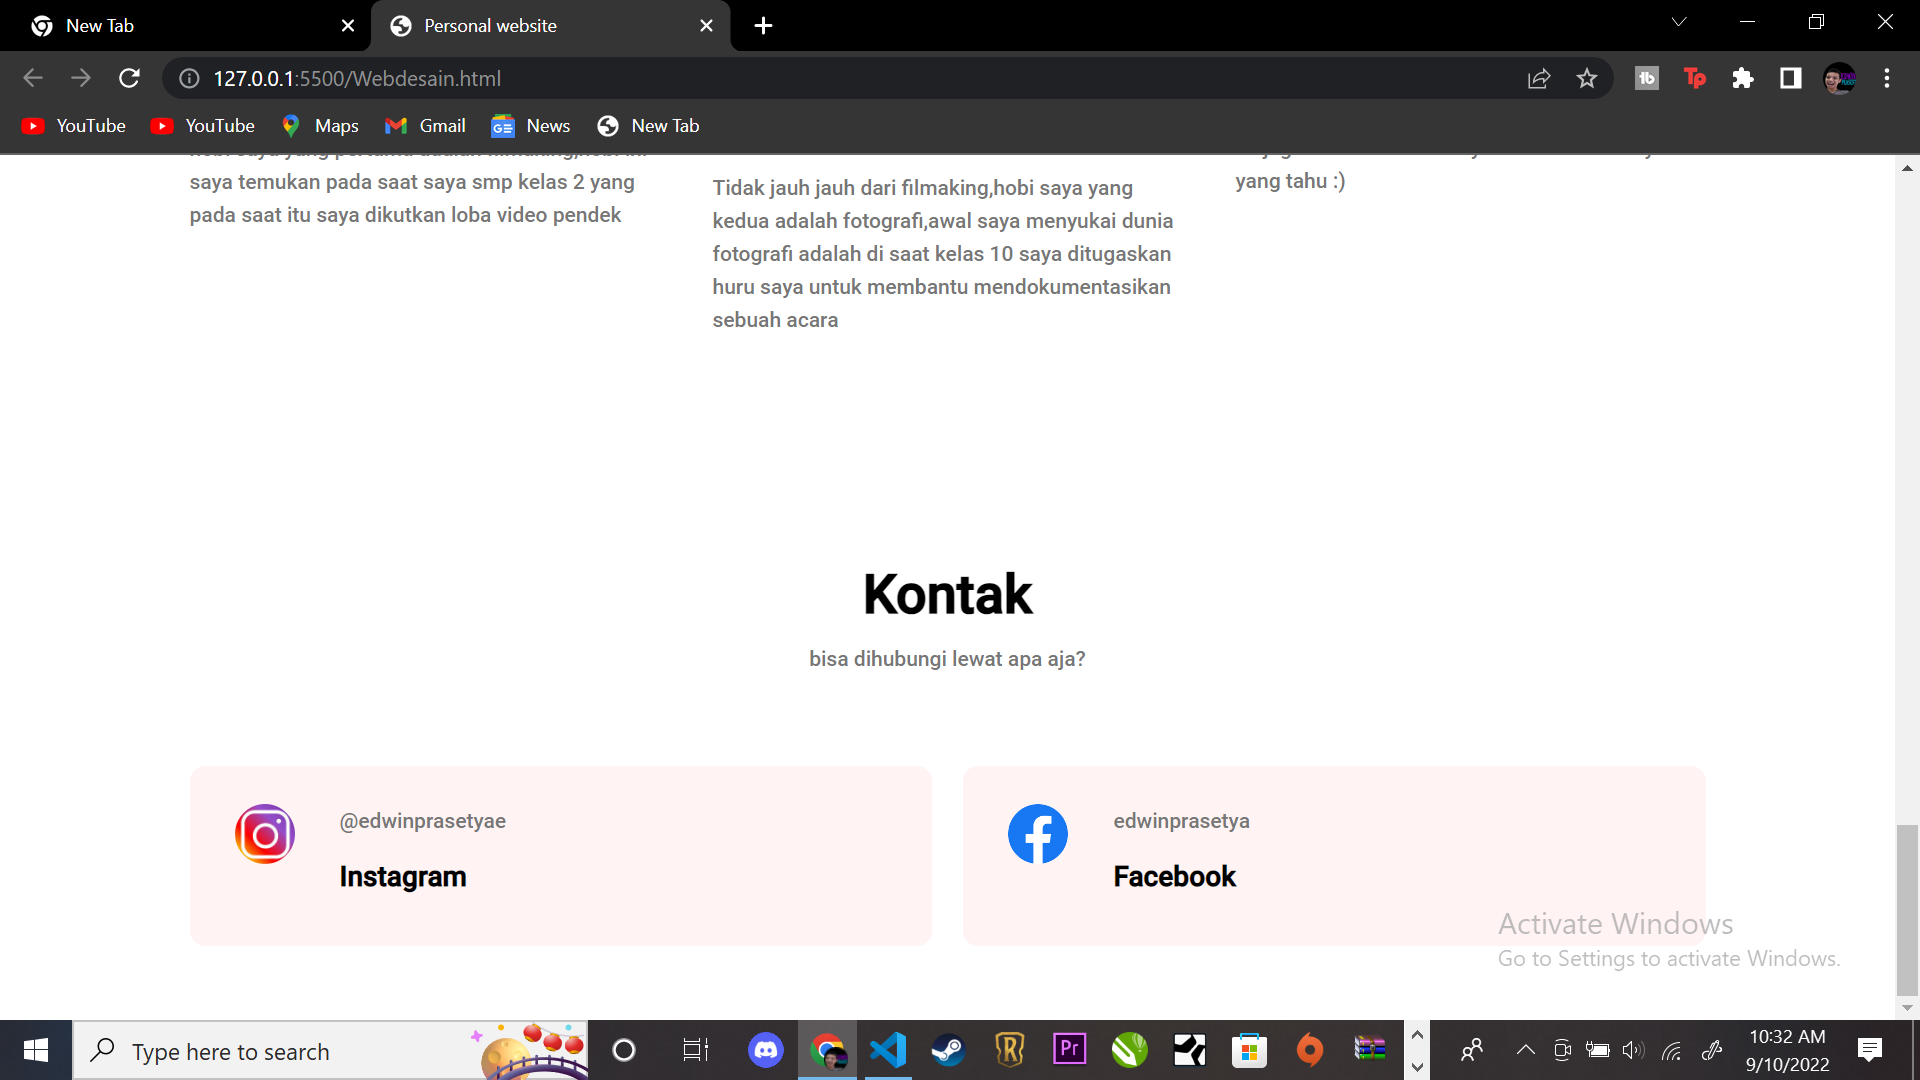 New Tab
Personal website
127.0.0.1:5500/Webdesain.html
YouTube
YouTube
Maps
Gmail
News
New Tab
saya temukan pada saat saya smp kelas 2 yang
pada saat itu saya dikutkan loba video pendek
Tidak jauh jauh dari filmaking,hobi saya yang
kedua adalah fotografi,awal saya menyukai dunia
fotografi adalah di saat kelas 10 saya ditugaskan
huru saya untuk membantu mendokumentasikan
sebuah acara
yang tahu :)
Kontak
bisa dihubungi lewat apa aja?
@edwinprasetyae
Instagram
edwinprasetya
Facebook
Activate Windows
Go to Settings to activate Windows.
Type here to search
Pr
10:32 AM
9/10/2022